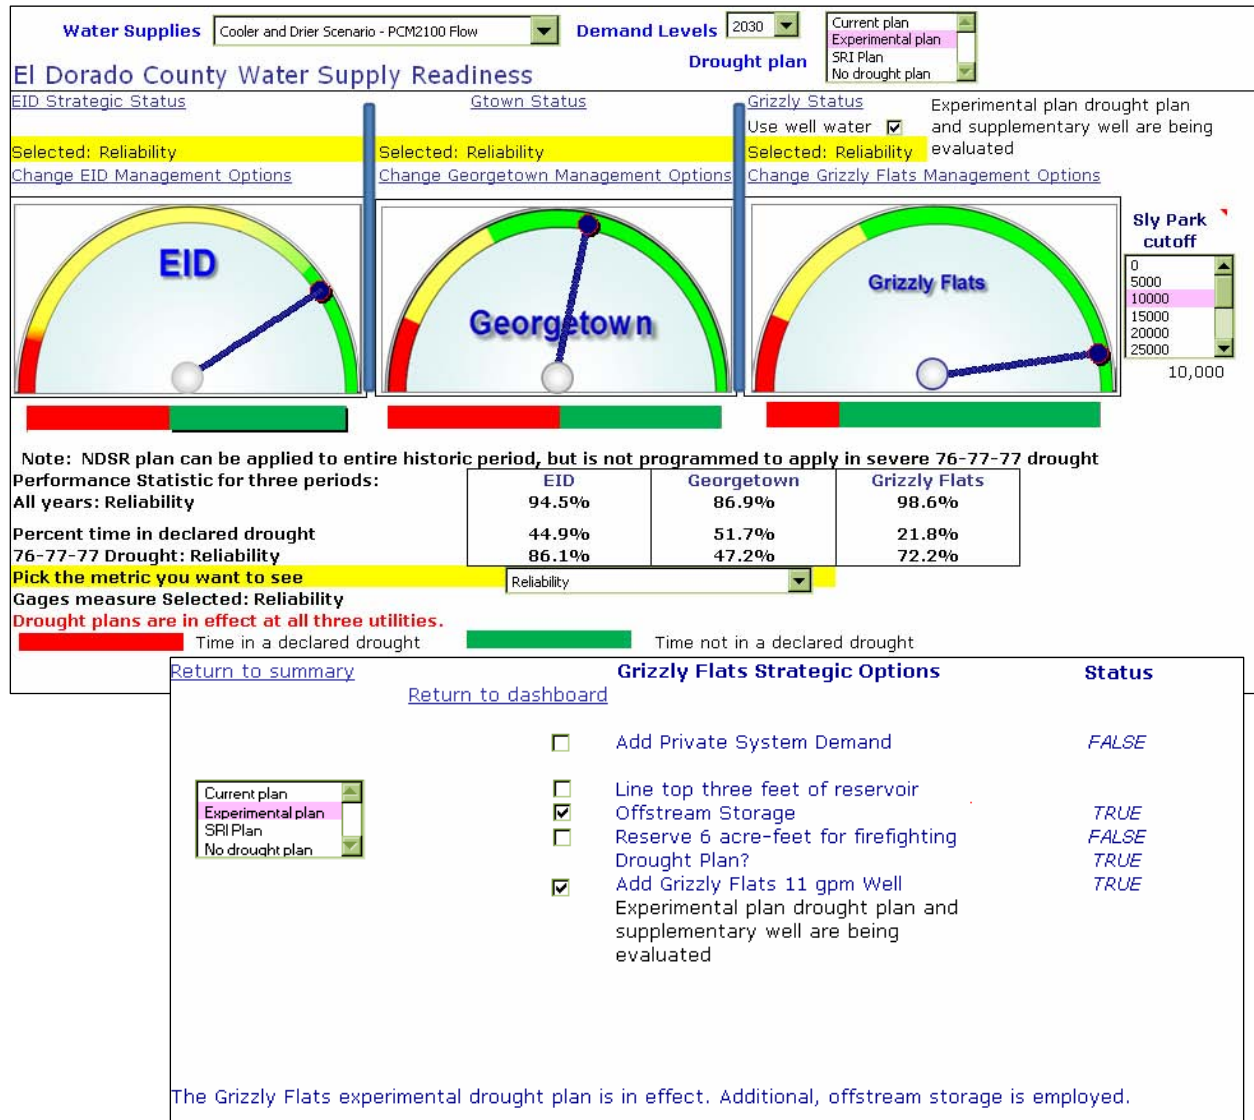 Water Supplies Cooler and Drier Scenario - PCM2100 Flow Demand Levels 2030
Current plan
Experimental plan
SRI Plan
No drought plan
Drought plan
El Dorado County Water Supply Readiness
EID Strategic Status Gtown Status Grizzly Status
Use well water
Experimental plan drought plan
and supplementary well are being
evaluated
Selected: Reliability Selected: Reliability Selected: Reliability
Change EID Management Options Change Georgetown Management Options Change Grizzly Flats Management Options
EID
Georgetown
Grizzly Flats
Sly Park
cutoff
0
5000
10000
15000
20000
25000
10,000
Note: NDSR plan can be applied to entire historic period, but is not programmed to apply in severe 76-77-77 drought
Performance Statistic for three periods: EID Georgetown Grizzly Flats
All years: Reliability 94.5% 86.9% 98.6%
Percent time in declared drought 44.9% 51.7% 21.8%
76-77-77 Drought: Reliability 86.1% 47.2% 72.2%
Pick the metric you want to see Reliability
Gages measure Selected: Reliability
Drought plans are in effect at all three utilities.
Time in a declared drought Time not in a declared drought
Return to summary Grizzly Flats Strategic Options Status
Return to dashboard
Add Private System Demand FALSE
Current plan
Experimental plan
SRI Plan
No drought plan
Line top three feet of reservoir
Offstream Storage TRUE
Reserve 6 acre-feet for firefighting FALSE
Drought Plan? TRUE
Add Grizzly Flats 11 gpm Well TRUE
Experimental plan drought plan and
supplementary well are being
evaluated
The Grizzly Flats experimental drought plan is in effect. Additional, offstream storage is employed.